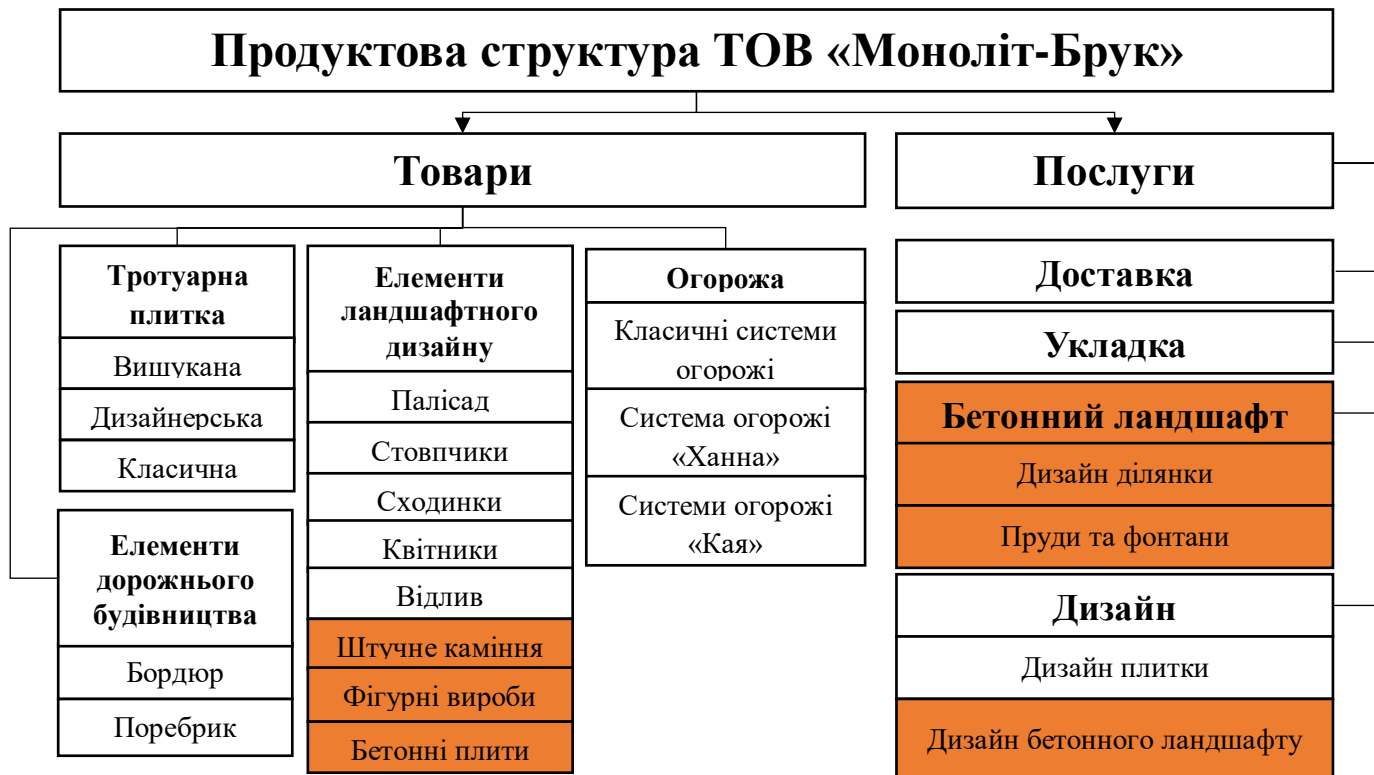 Продуктова структура ТОВ «Моноліт-Брук»
Товари
Послуги
Тротуарна
плитка
Вишукана
Дизайнерська
Класична
Елементи
дорожнього
будівництва
Бордюр
Поребрик
Елементи
ландшафтного
дизайну
Палісад
Стовпчики
Сходинки
Квітники
Відлив
Штучне каміння
Фігурні вироби
Бетонні плити
Огорожа
Класичні системи
огорожі
Система огорожі
«Ханна»
Системи огорожі
«Кая»
Доставка
Укладка
Бетонний ландшафт
Дизайн ділянки
Пруди та фонтани
Дизайн
Дизайн плитки
Дизайн бетонного ландшафту